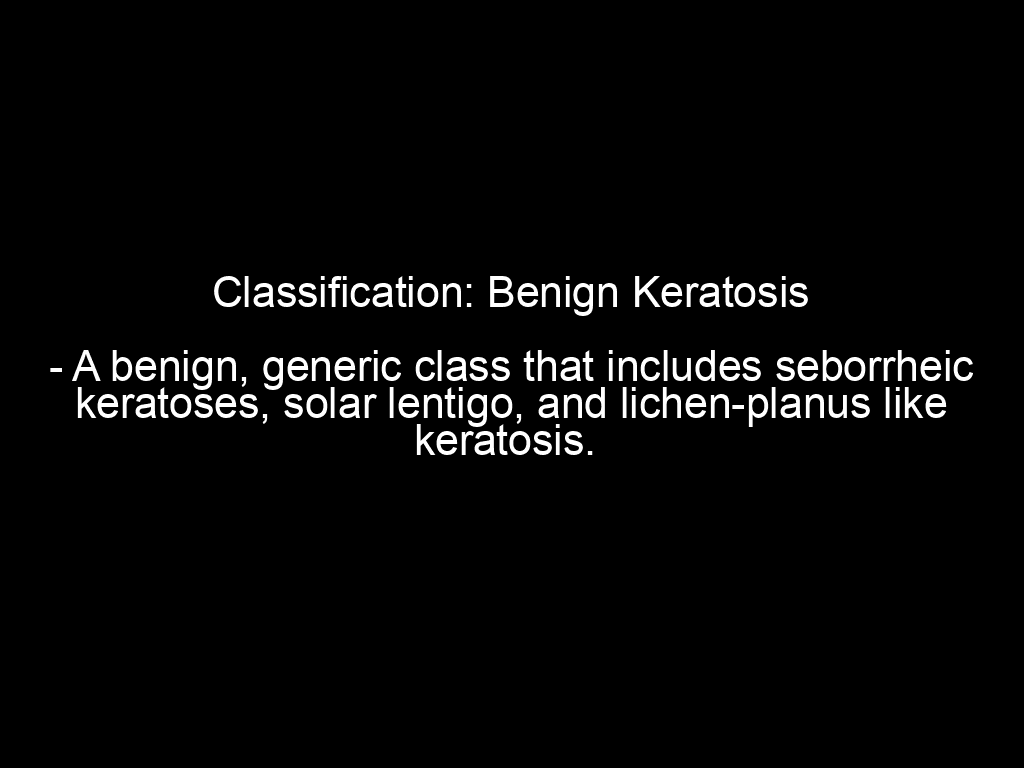 Classification: Benign Keratosis
- A benign, generic class that includes seborrheic
keratoses, solar lentigo, and lichen-planus like
keratosis.